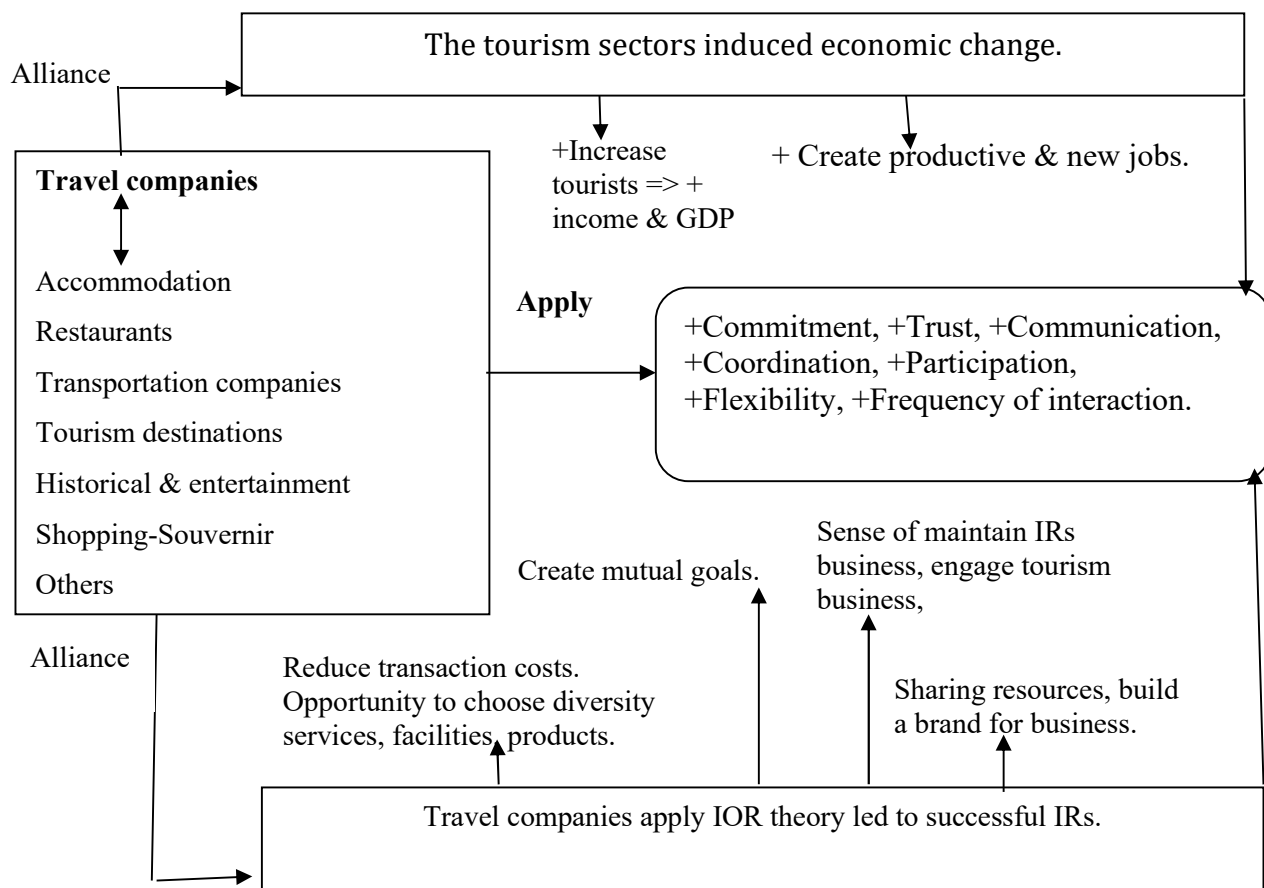 The tourism sectors induced economic change.
Alliance
+Increase
tourists => +
income & GDP
+ Create productive & new jobs.
Travel companies
Accommodation
Restaurants
Transportation companies
Tourism destinations
Historical & entertainment
Shopping-Souvernir
Others
Apply
+Commitment, +Trust, +Communication,
+Coordination, +Participation,
+Flexibility, +Frequency of interaction.
Alliance
Create mutual goals.
Sense of maintain IRs
business, engage tourism
business,
Reduce transaction costs.
Opportunity to choose diversity
services, facilities, products.
Sharing resources, build
a brand for business.
Travel companies apply IOR theory led to successful IRs.